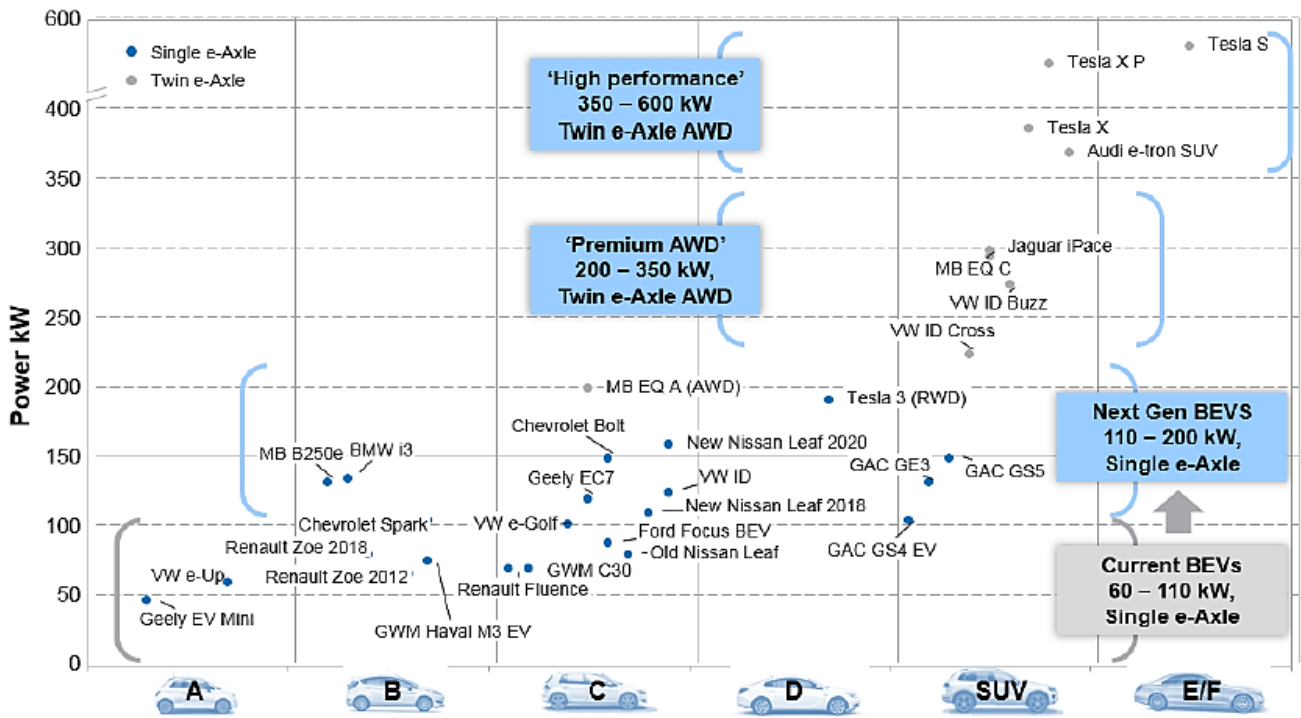 600
Single e-Axle
Twin e-Axle
Tesla S
Tesla X P
'High performance'
350 – 600 kW
Twin e-Axle AWD
400
Tesla X
Audi e-tron SUV
350
300
'Premium AWD'
200 – 350 kW,
Twin e-Axle AWD
Jaguar iPace
MB EQ C
VW ID Buzz
250
VW ID Cross
Power kW
200
MB EQ A (AWD)
Tesla 3 (RWD)
Next Gen BEVS
110 – 200 kW,
Single e-Axle
Chevrolet Bolt
New Nissan Leaf 2020
150
MB B250e
BMW i3
GAC GE3
GAC GS5
Geely EC7
VW ID
New Nissan Leaf 2018
100
Chevrolet Spark
VW e-Golf
Ford Focus BEV
Renault Zoe 2018
Old Nissan Leaf
GAC GS4 EV
VW e-Up
Renault Zoe 2012
GWM C30
Renault Fluence
Current BEVs
60 – 110 kW,
Single e-Axle
50
Geely EV Mini
GWM Haval M3 EV
0
A
B
C
D
SUV
E/F